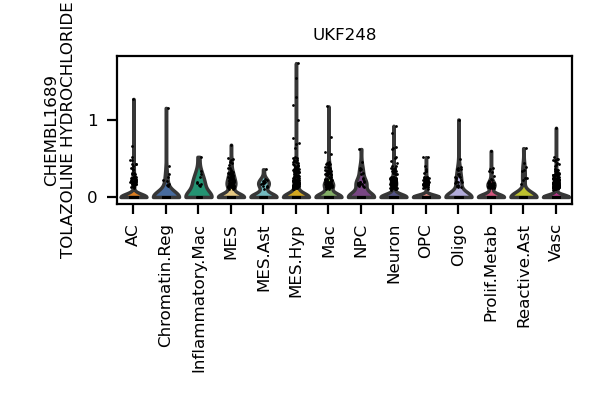 UKF248
CHEMBL1689
TOLAZOLINE HYDROCHLORIDE
1
0
AC
Chromatin.Reg
Inflammatory.Mac
MES
MES.Ast
MES.Hyp
Mac
NPC
Neuron
OPC
Oligo
Prolif.Metab
Reactive.Ast
Vasc